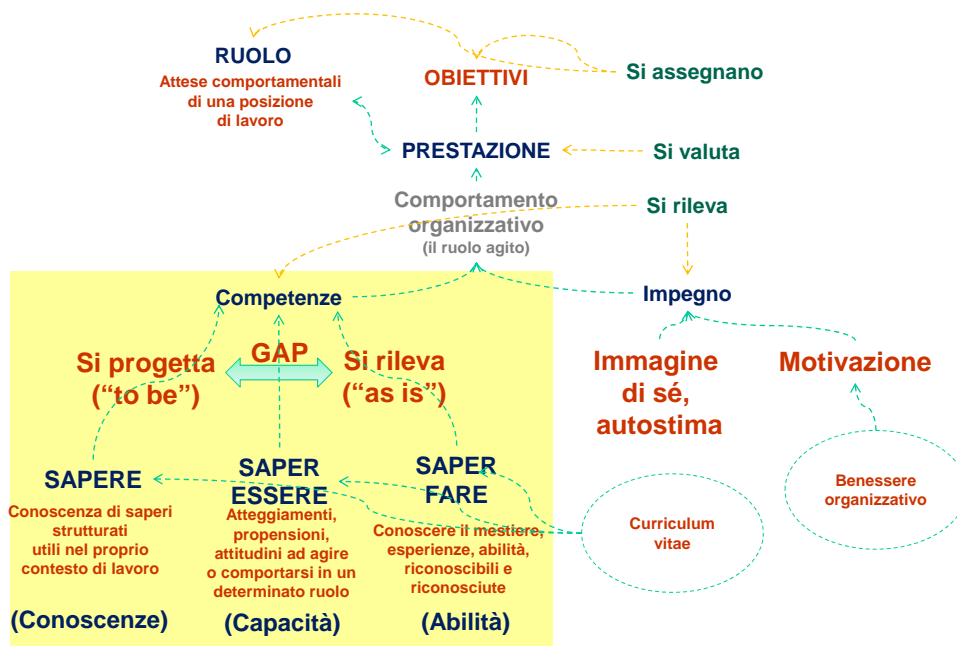 RUOLO
Attese comportamentali
di una posizione
di lavoro
OBIETTIVI
Si assegnano
PRESTAZIONE
Si valuta
Comportamento
organizzativo
(il ruolo agito)
Si rileva
Competenze
Impegno
Si progetta
("to be")
GAP
Si rileva
("as is")
Immagine
di sé,
autostima
Motivazione
SAPERE
Conoscenza di saperi
strutturati
utili nel proprio
contesto di lavoro
(Conoscenze)
SAPER
ESSERE
Atteggiamenti,
propensioni,
attitudini ad agire
o comportarsi in un
determinato ruolo
(Capacità)
SAPER
FARE
Conoscere il mestiere,
esperienze, abilità,
riconoscibili e
riconosciute
(Abilità)
Curriculum
vitae
Benessere
organizzativo